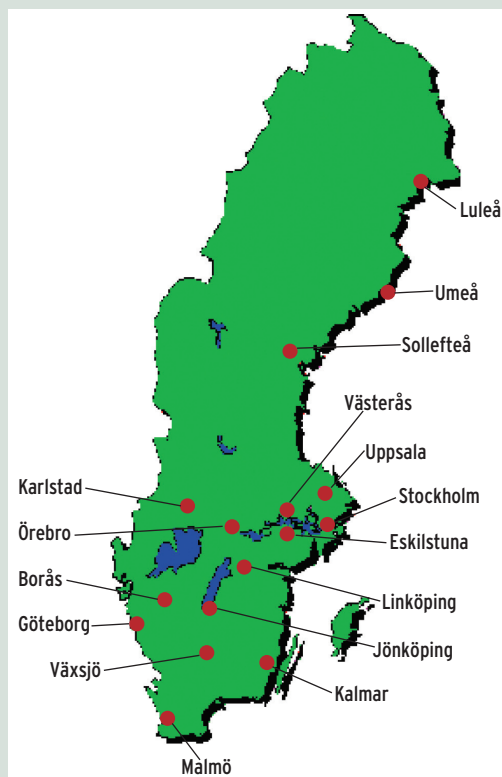 Luleå
Umeå
Sollefteå
Västerås
Uppsala
Karlstad
Stockholm
Örebro
Eskilstuna
Borås
Linköping
Göteborg
Jönköping
Växsjö
Kalmar
Malmö